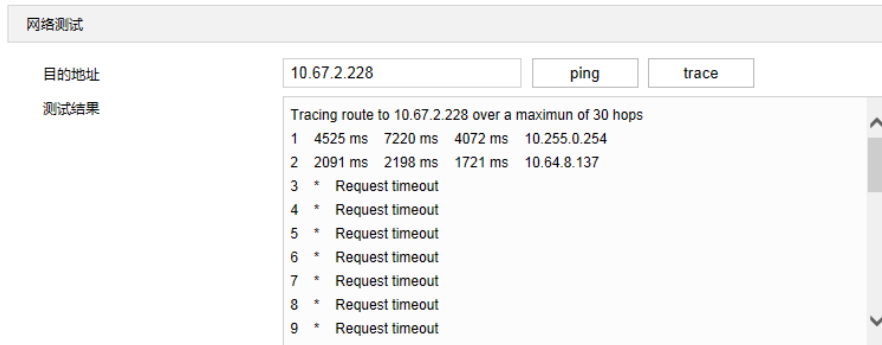 网络测试
目的地址 10.67.2.228 ping trace
测试结果
Tracing route to 10.67.2.228 over a maximun of 30 hops
1 4525 ms 7220 ms 4072 ms 10.255.0.254
2 2091 ms 2198 ms 1721 ms 10.64.8.137
3 * Request timeout
4 * Request timeout
5 * Request timeout
6 * Request timeout
7 * Request timeout
8 * Request timeout
9 * Request timeout